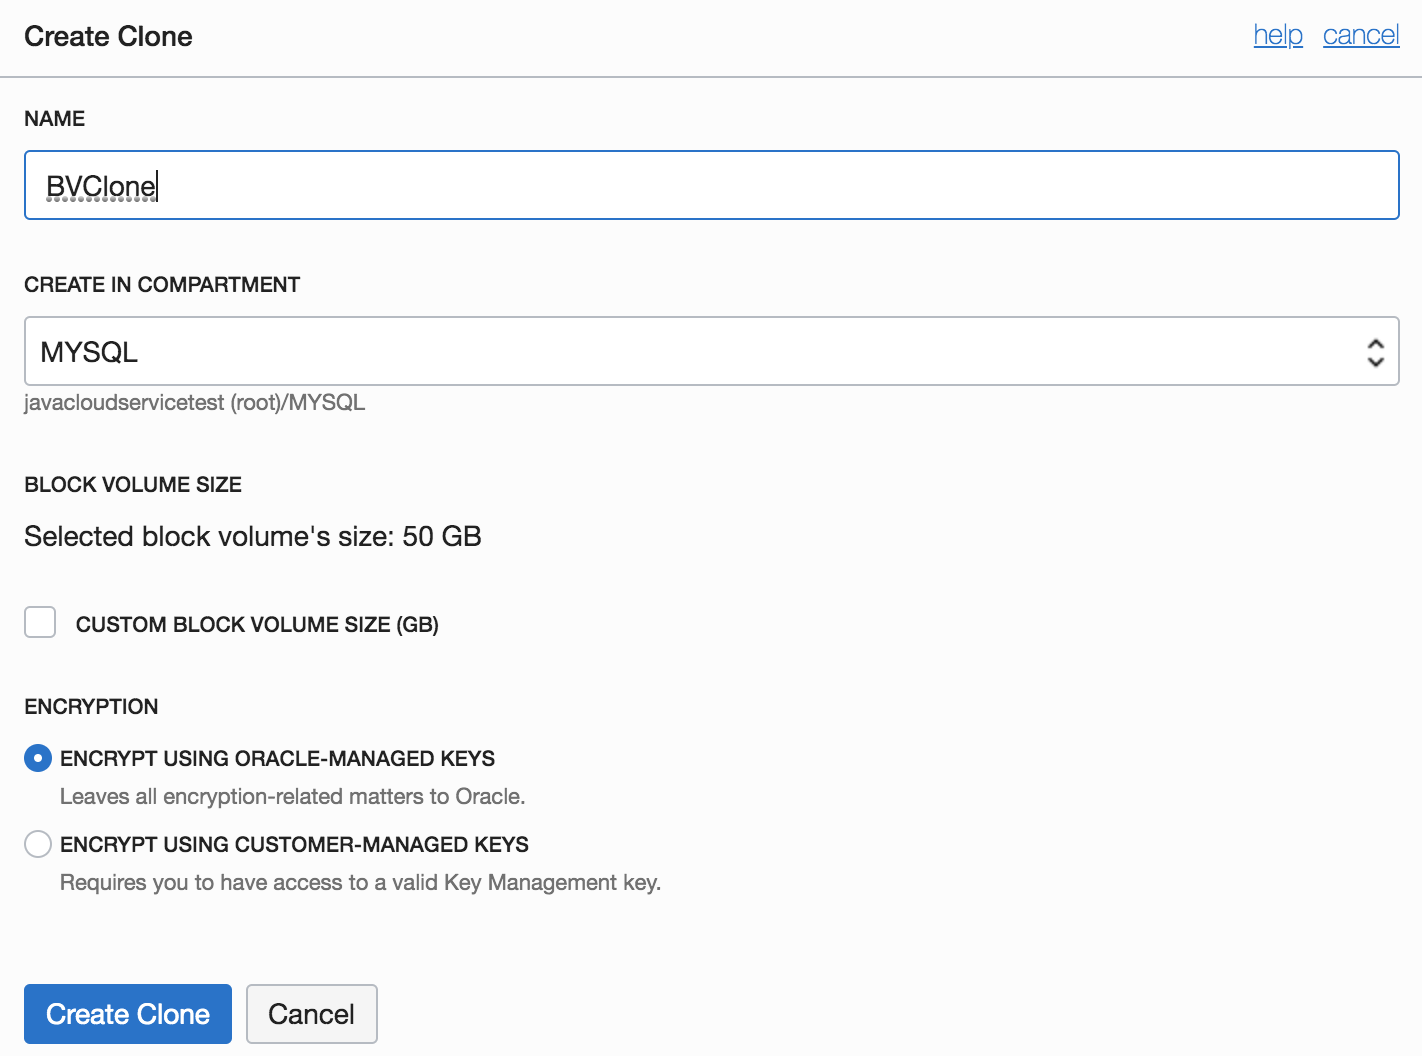 Create Clone
help cancel
NAME
BVClone
CREATE IN COMPARTMENT
MYSQL
javacloudservicetest (root)/MYSQL
BLOCK VOLUME SIZE
Selected block volume's size: 50 GB
CUSTOM BLOCK VOLUME SIZE (GB)
ENCRYPTION
ENCRYPT USING ORACLE-MANAGED KEYS
Leaves all encryption-related matters to Oracle.
ENCRYPT USING CUSTOMER-MANAGED KEYS
Requires you to have access to a valid Key Management key.
Create Clone
Cancel